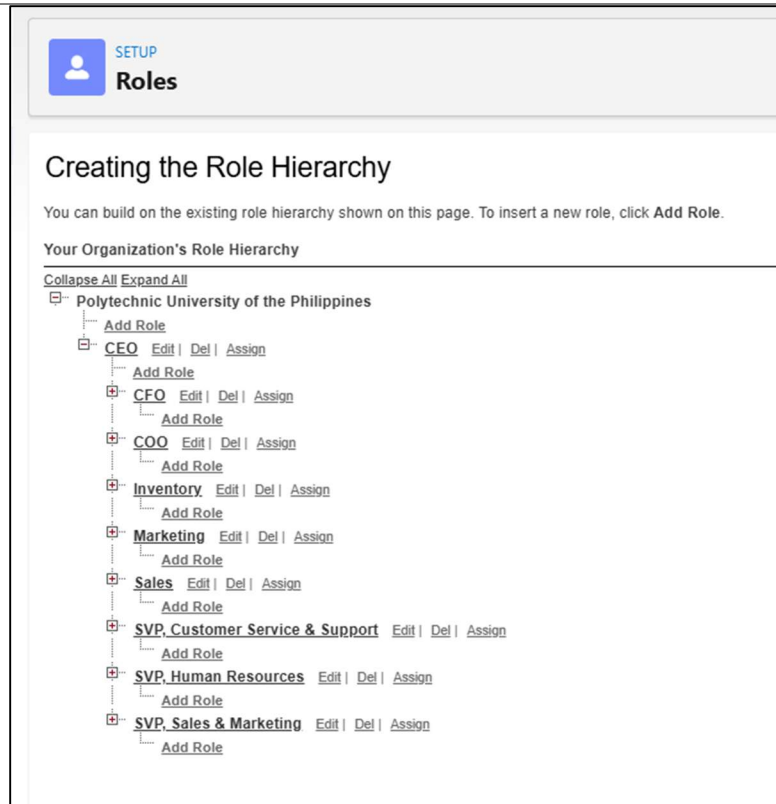 SETUP
Roles
Creating the Role Hierarchy
You can build on the existing role hierarchy shown on this page. To insert a new role, click Add Role.
Your Organization's Role Hierarchy
Collapse All Expand All
Polytechnic University of the Philippines
Add Role
CEO Edit | Del | Assign
Add Role
CFO Edit | Del | Assign
Add Role
COO Edit | Del | Assign
Add Role
Inventory Edit | Del | Assign
Add Role
Marketing Edit | Del | Assign
Add Role
Sales Edit | Del | Assign
Add Role
SVP, Customer Service & Support Edit | Del | Assign
Add Role
SVP, Human Resources Edit | Del | Assign
Add Role
SVP, Sales & Marketing Edit | Del | Assign
Add Role